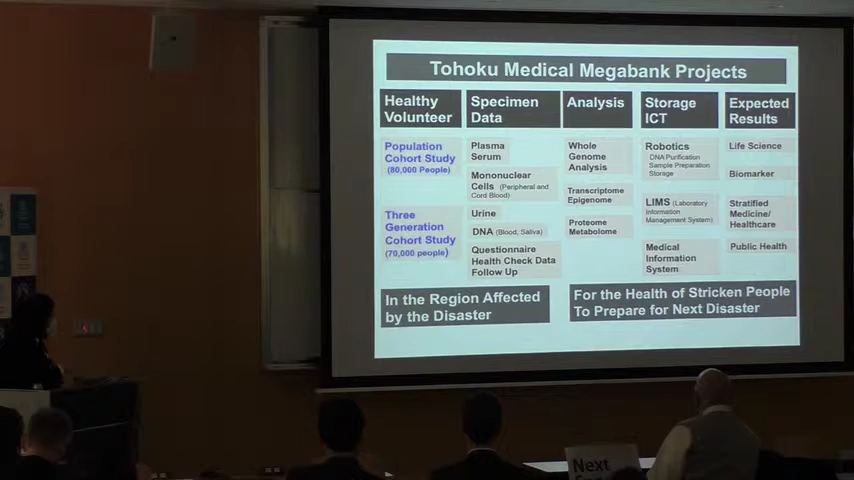 Tohoku Medical Megabank Projects
Healthy
Volunteer
Population
Cohort Study
(80,000 People)
Three
Generation
Cohort Study
(70,000 people)
Specimen
Data
Plasma
Serum
Mononuclear
Cells (Peripheral and
Cord Blood)
Urine
DNA (Blood, Saliva)
Questionnaire
Health Check Data
Follow Up
Analysis
Whole
Genome
Analysis
Transcriptome
Epigenome
Proteome
Metabolome
Storage
ICT
Robotics
DNA Purification
Sample Preparation
Storage
LIMS (Laboratory
Information
Management System)
Medical
Information
System
Expected
Results
Life Science
Biomarker
Stratified
Medicine/
Healthcare
Public Health
In the Region Affected
by the Disaster
For the Health of Stricken People
To Prepare for Next Disaster
Next